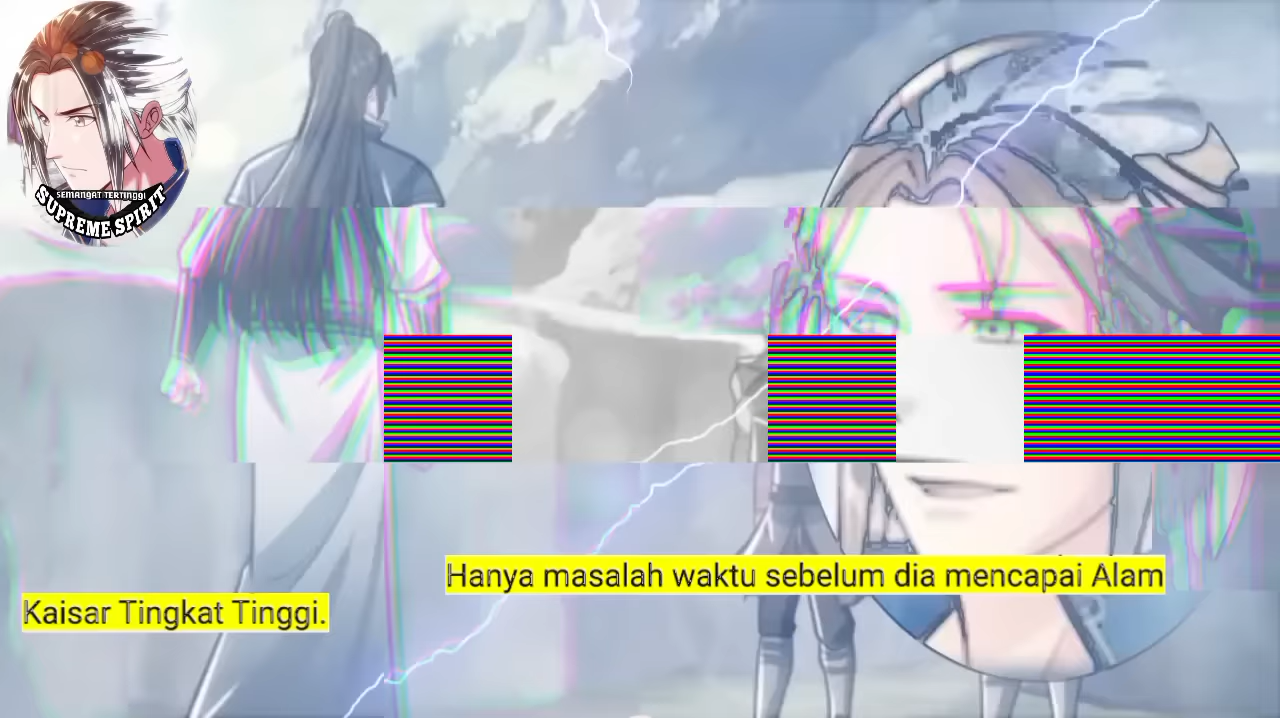 SEMANGAT TERTINGGI
SUPREME SPIRIT
Hanya masalah waktu sebelum dia mencapai Alam
Kaisar Tingkat Tinggi.